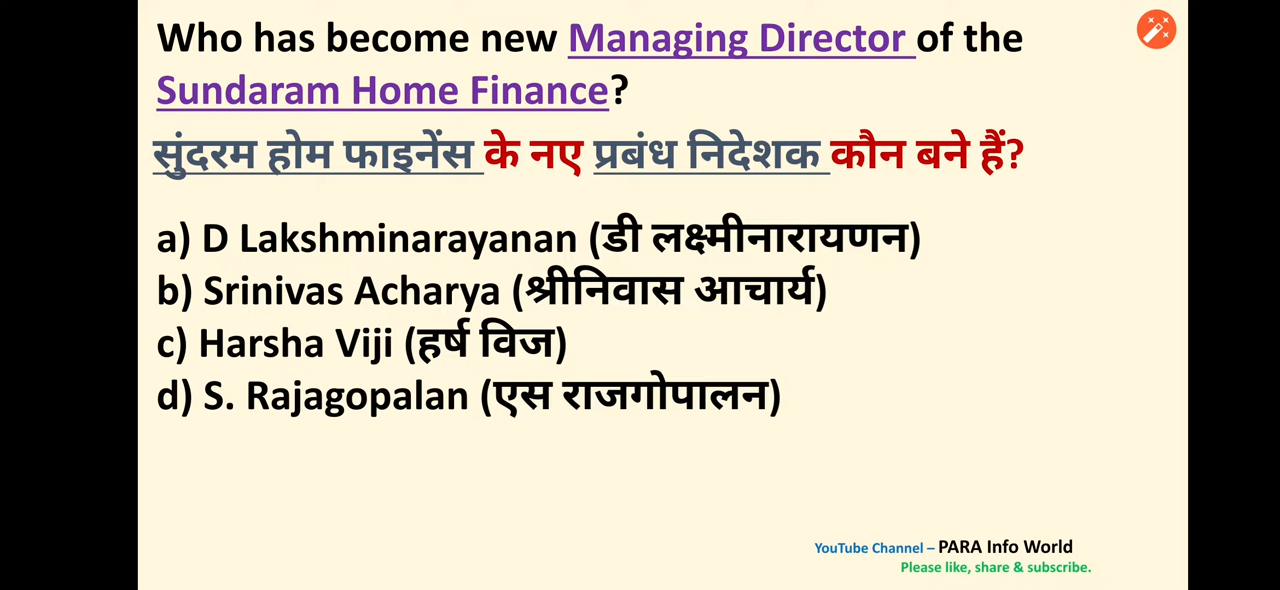 Who has become new Managing Director of the
Sundaram Home Finance?
सुंदरम होम फाइनेंस के नए प्रबंध निदेशक कौन बने हैं?
a) D Lakshminarayanan (डी लक्ष्मीनारायणन)
b) Srinivas Acharya (श्रीनिवास आचार्य)
c) Harsha Viji (हर्ष विज)
d) S. Rajagopalan (एस राजगोपालन)
YouTube Channel – PARA Info World
Please like, share & subscribe.